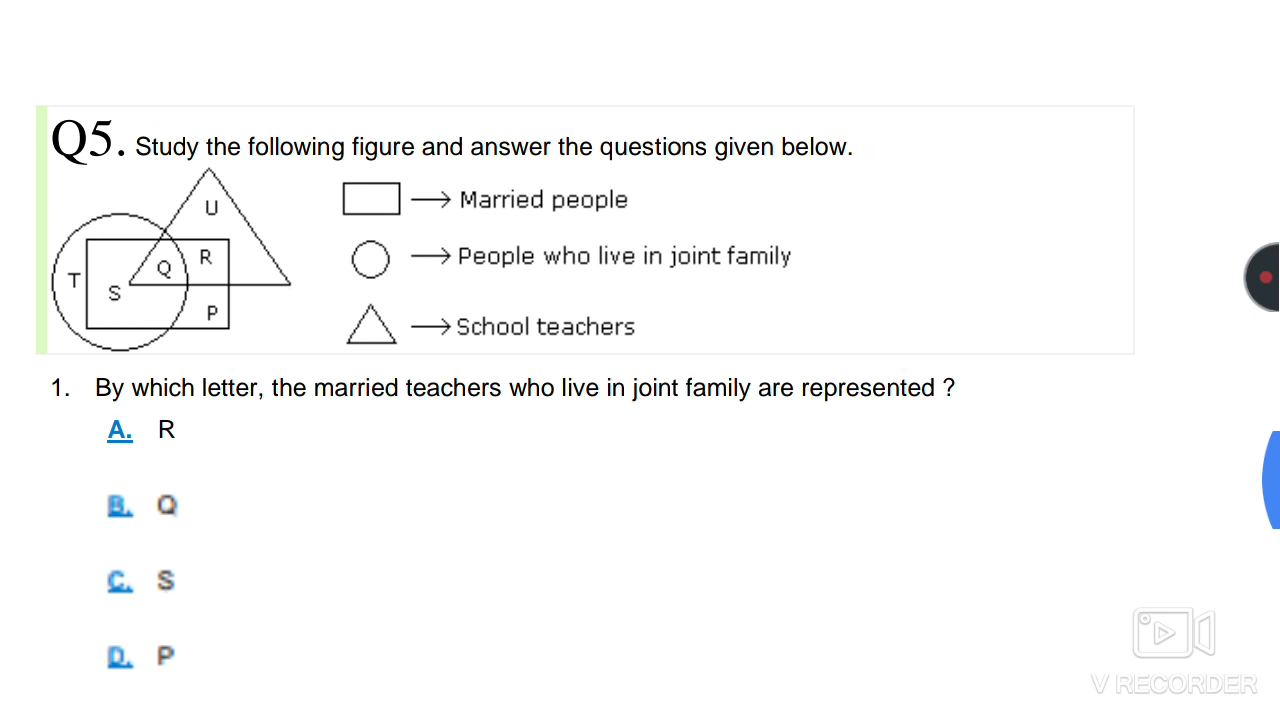 Q5. Study the following figure and answer the questions given below.
U
Married people
R
Q
People who live in joint family
T
S
P
School teachers
1. By which letter, the married teachers who live in joint family are represented ?
A. R
B. Q
C. S
D. P
V RECORDER